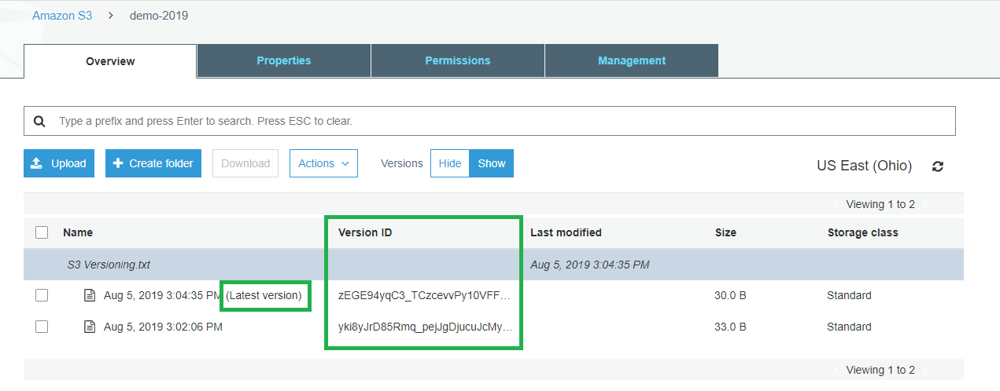 Amazon S3 > demo-2019
Overview Properties Permissions Management
Type a prefix and press Enter to search. Press ESC to clear.
Upload Create folder Download Actions Versions Hide Show US East (Ohio)
Viewing 1 to 2
Name Version ID Last modified Size Storage class
S3 Versioning.txt Aug 5, 2019 3:04:35 PM
Aug 5, 2019 3:04:35 PM (Latest version) zEGE94yqC3_TCzcevvPy10VFF... 30.0 B Standard
Aug 5, 2019 3:02:06 PM yki8yJrD85Rmq_pejJgDjucuJcMy... 33.0 B Standard
Viewing 1 to 2